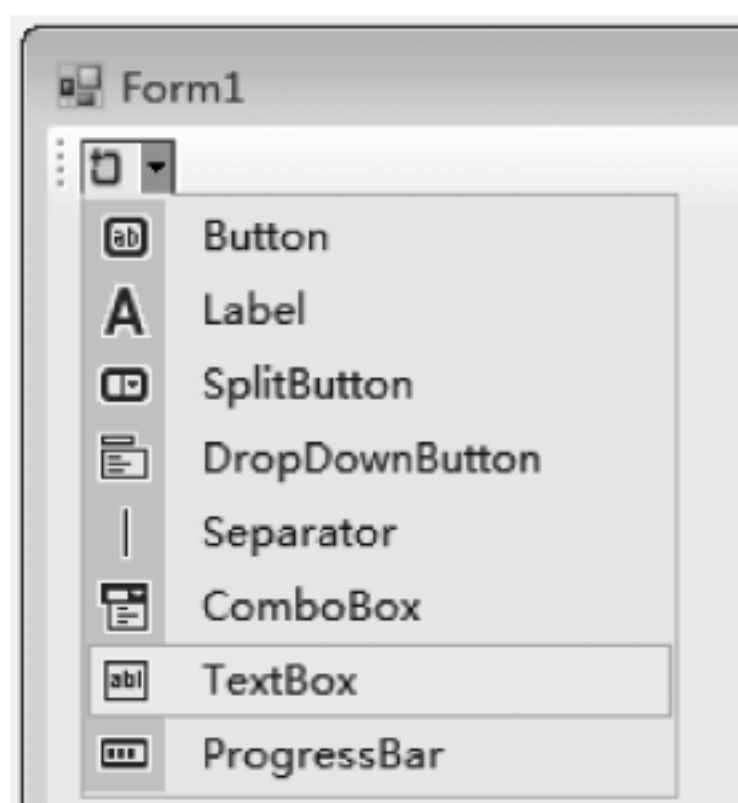 Form1
Button
Label
SplitButton
DropDownButton
Separator
ComboBox
TextBox
ProgressBar